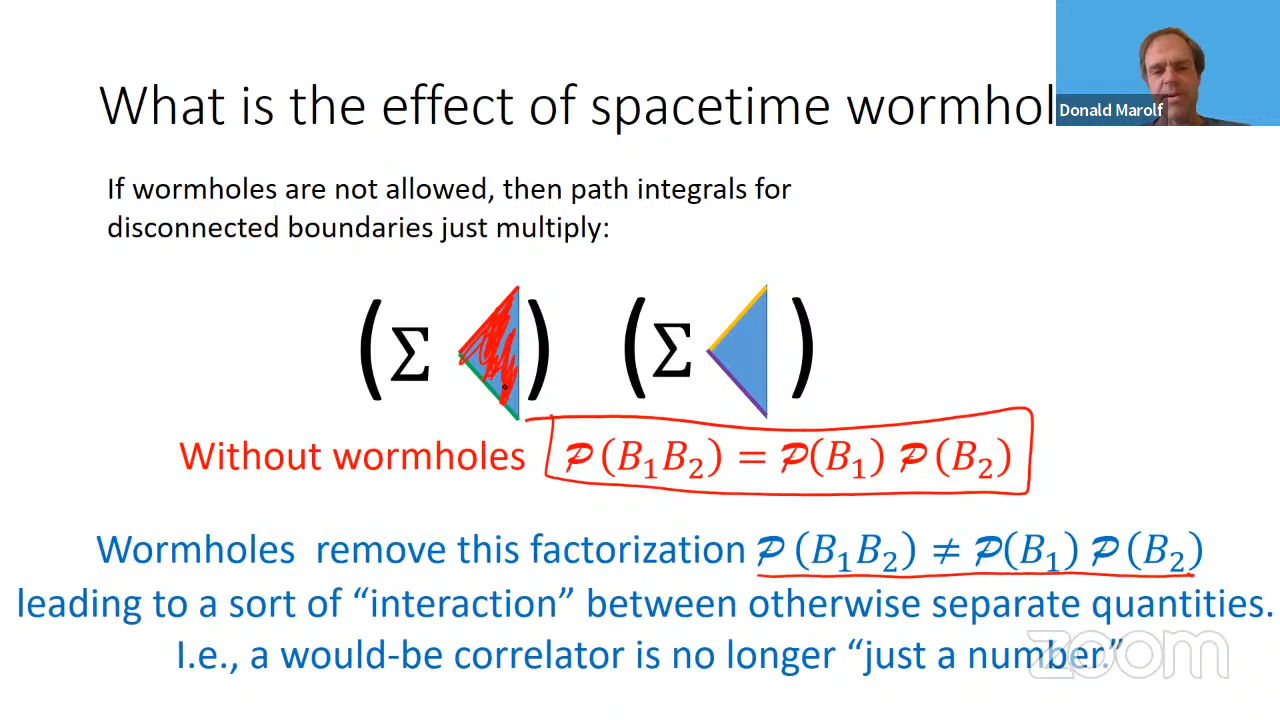 What is the effect of spacetime wormhol
Donald Marolf
If wormholes are not allowed, then path integrals for
disconnected boundaries just multiply:
(Σ ) (Σ )
Without wormholes 𝓟(B₁B₂) = 𝓟(B₁) 𝓟(B₂)
Wormholes remove this factorization 𝓟(B₁B₂) ≠ 𝓟(B₁) 𝓟(B₂)
leading to a sort of “interaction” between otherwise separate quantities.
I.e., a would-be correlator is no longer “just a number.”
zoom